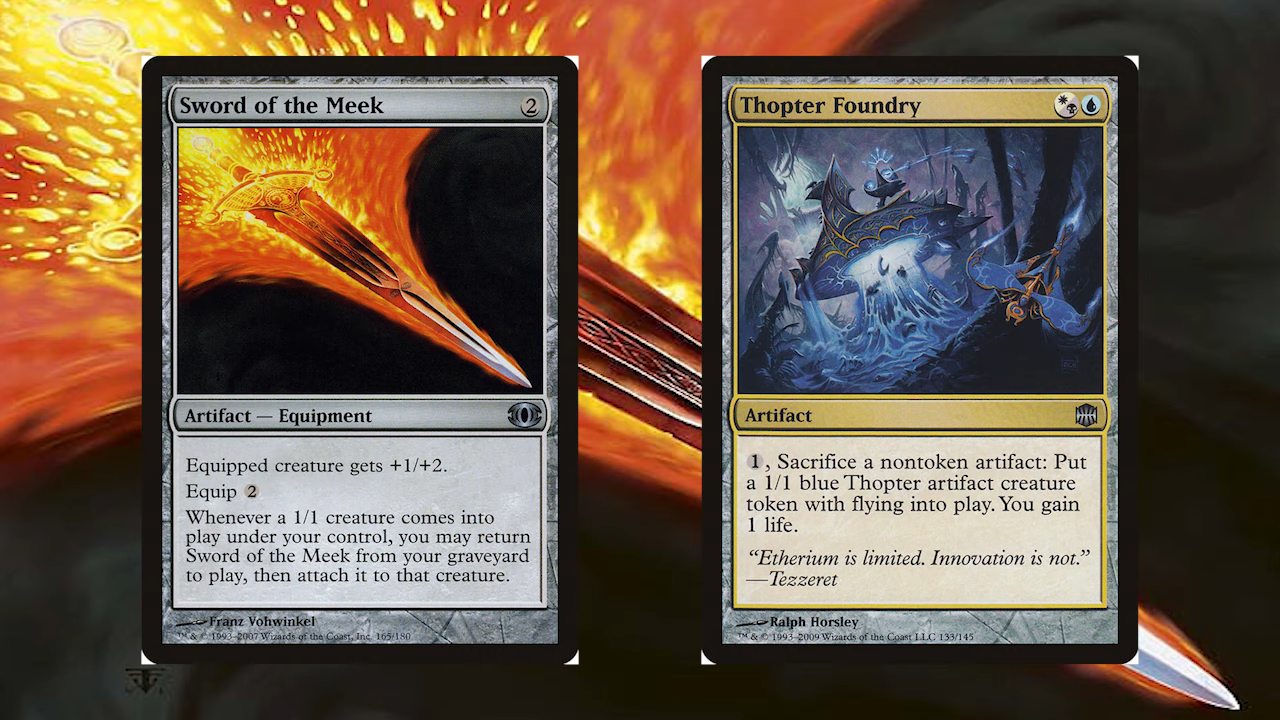 Sword of the Meek 2
Artifact — Equipment
Equipped creature gets +1/+2.
Equip 2
Whenever a 1/1 creature comes into
play under your control, you may return
Sword of the Meek from your graveyard
to play, then attach it to that creature.
Franz Vohwinkel
™ & © 1993–2007 Wizards of the Coast, Inc. 165/180
Thopter Foundry
Artifact
1, Sacrifice a nontoken artifact: Put
a 1/1 blue Thopter artifact creature
token with flying into play. You gain
1 life.
“Etherium is limited. Innovation is not.”
—Tezzeret
Ralph Horsley
™ & © 1993–2009 Wizards of the Coast LLC 133/145